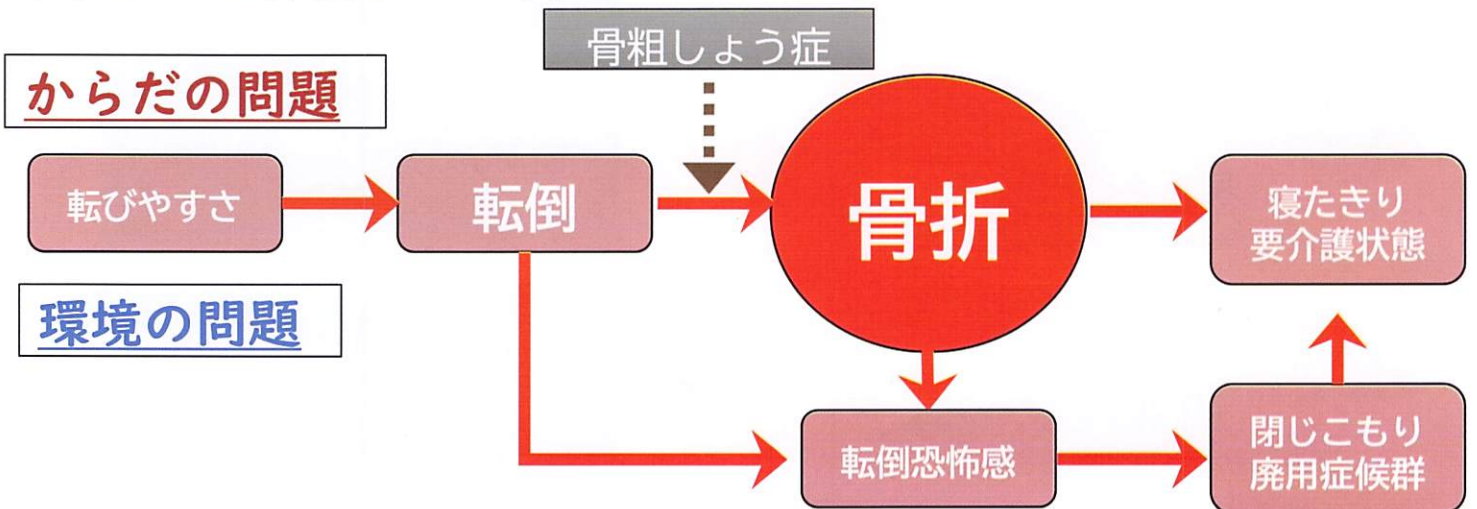 骨粗しょう症
からだの問題
転びやすさ
転倒
骨折
寝たきり
要介護状態
環境の問題
転倒恐怖感
閉じこもり
廃用症候群